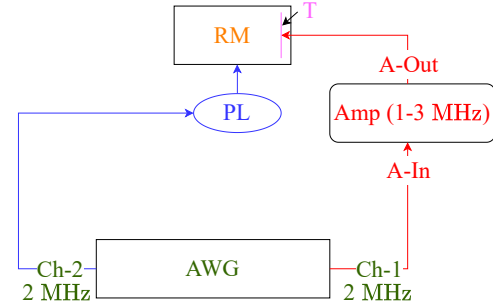 T
RM
A-Out
PL
Amp (1-3 MHz)
A-In
Ch-2
2 MHz
AWG
Ch-1
2 MHz